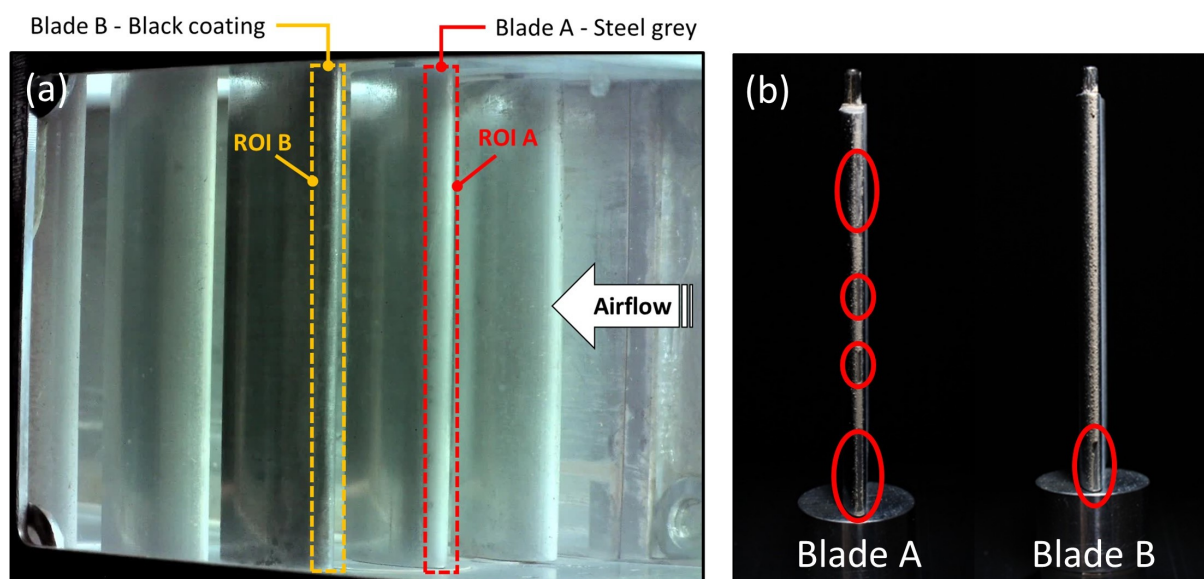 Blade B - Black coating
Blade A - Steel grey
(a)
ROI B
ROI A
Airflow
(b)
Blade A
Blade B